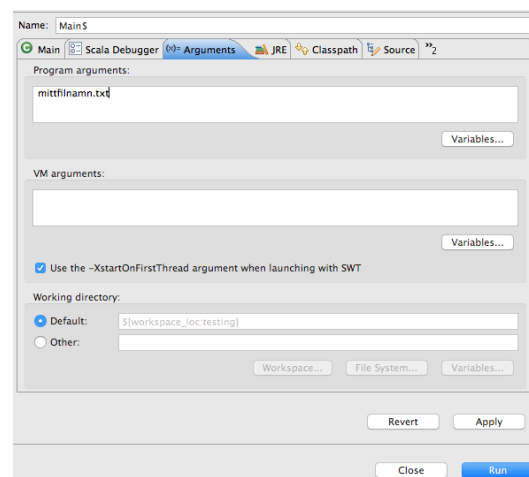 Name: Main$
Main Scala Debugger (x)= Arguments JRE Classpath Source »2
Program arguments:
mittfilnamn.txt
Variables...
VM arguments:
Variables...
Use the -XstartOnFirstThread argument when launching with SWT
Working directory:
Default: ${workspace_loc:testing}
Other:
Workspace... File System... Variables...
Revert Apply
Close Run